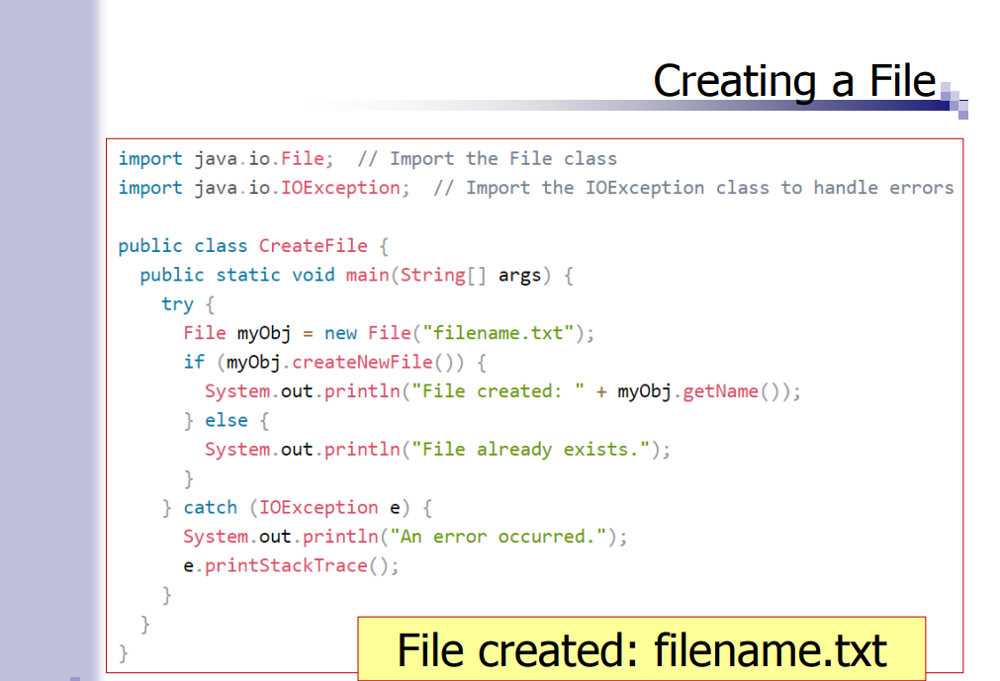 Creating a File
import java.io.File;  // Import the File class
import java.io.IOException;  // Import the IOException class to handle errors
public class CreateFile {
  public static void main(String[] args) {
    try {
      File myObj = new File("filename.txt");
      if (myObj.createNewFile()) {
        System.out.println("File created: " + myObj.getName());
      } else {
        System.out.println("File already exists.");
      }
    } catch (IOException e) {
      System.out.println("An error occurred.");
      e.printStackTrace();
    }
  }
}
File created: filename.txt